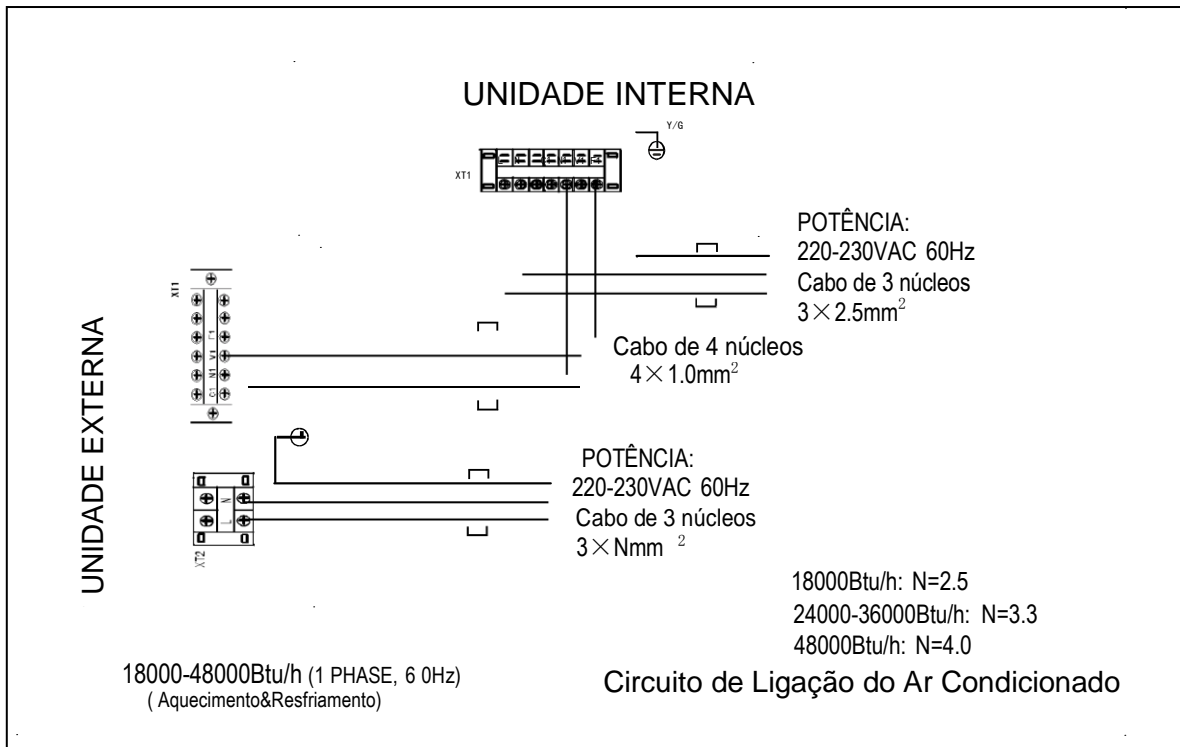 UNIDADE INTERNA
Y/G
XT1
POTÊNCIA:
220-230VAC 60Hz
Cabo de 3 núcleos
3×2.5mm²
XT1
V1
N1
C1
Cabo de 4 núcleos
4×1.0mm²
UNIDADE EXTERNA
N
L
XT2
POTÊNCIA:
220-230VAC 60Hz
Cabo de 3 núcleos
3×Nmm ²
18000Btu/h: N=2.5
24000-36000Btu/h: N=3.3
48000Btu/h: N=4.0
18000-48000Btu/h (1 PHASE, 6 0Hz)
( Aquecimento&Resfriamento)
Circuito de Ligação do Ar Condicionado